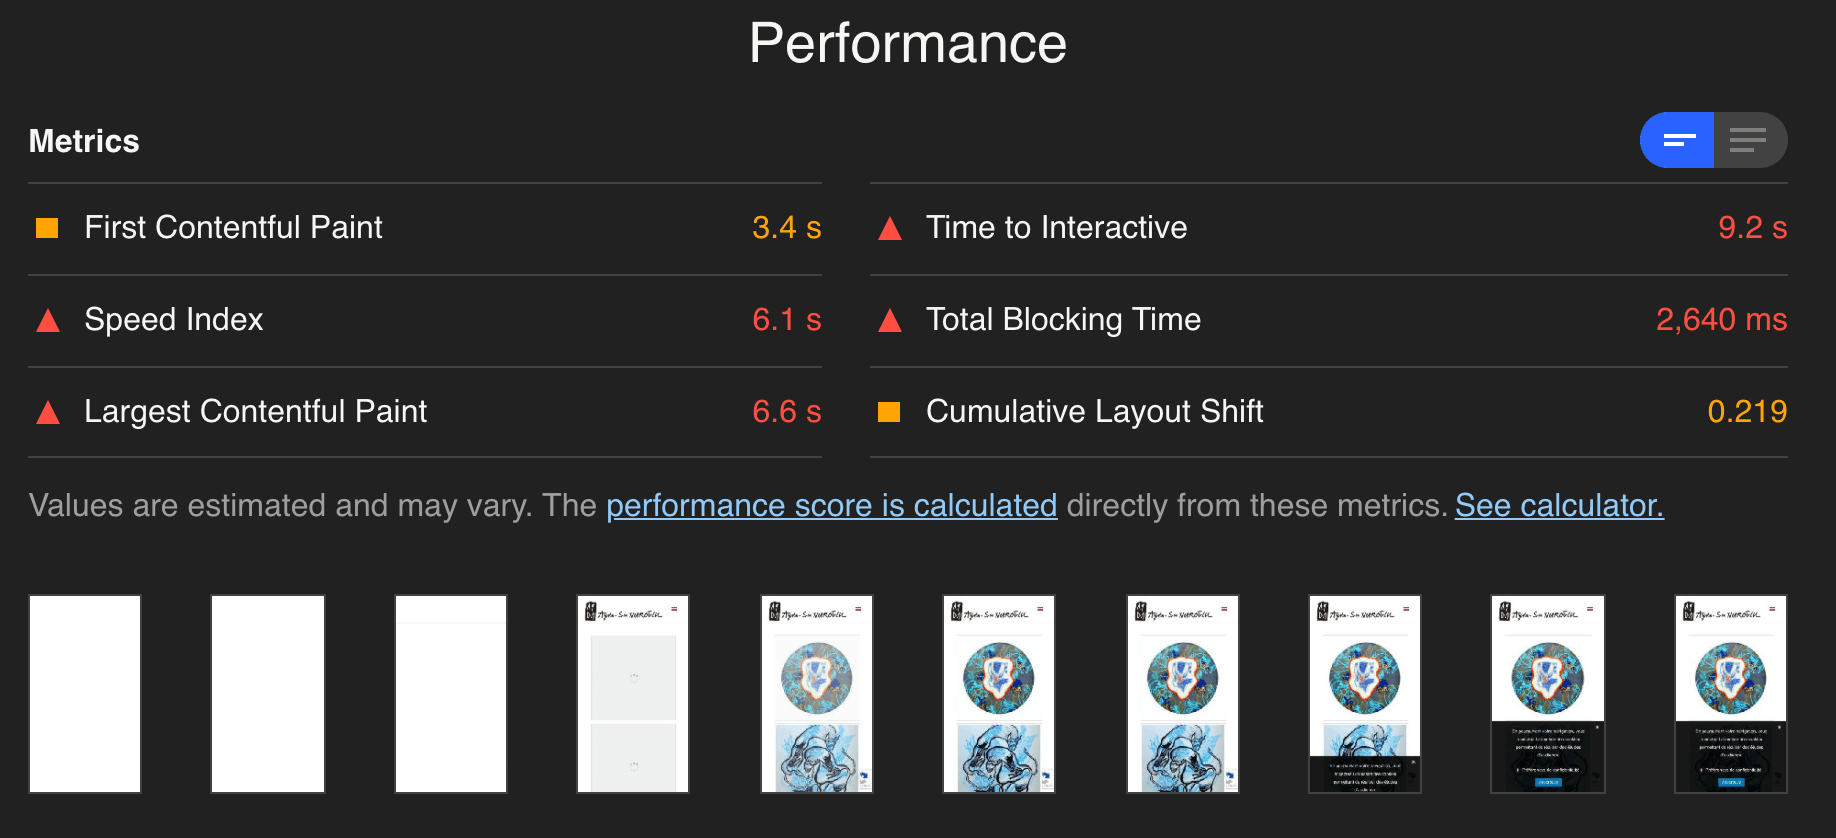 Performance
Metrics
First Contentful Paint 3.4 s
Time to Interactive 9.2 s
Speed Index 6.1 s
Total Blocking Time 2,640 ms
Largest Contentful Paint 6.6 s
Cumulative Layout Shift 0.219
Values are estimated and may vary. The performance score is calculated directly from these metrics. See calculator.